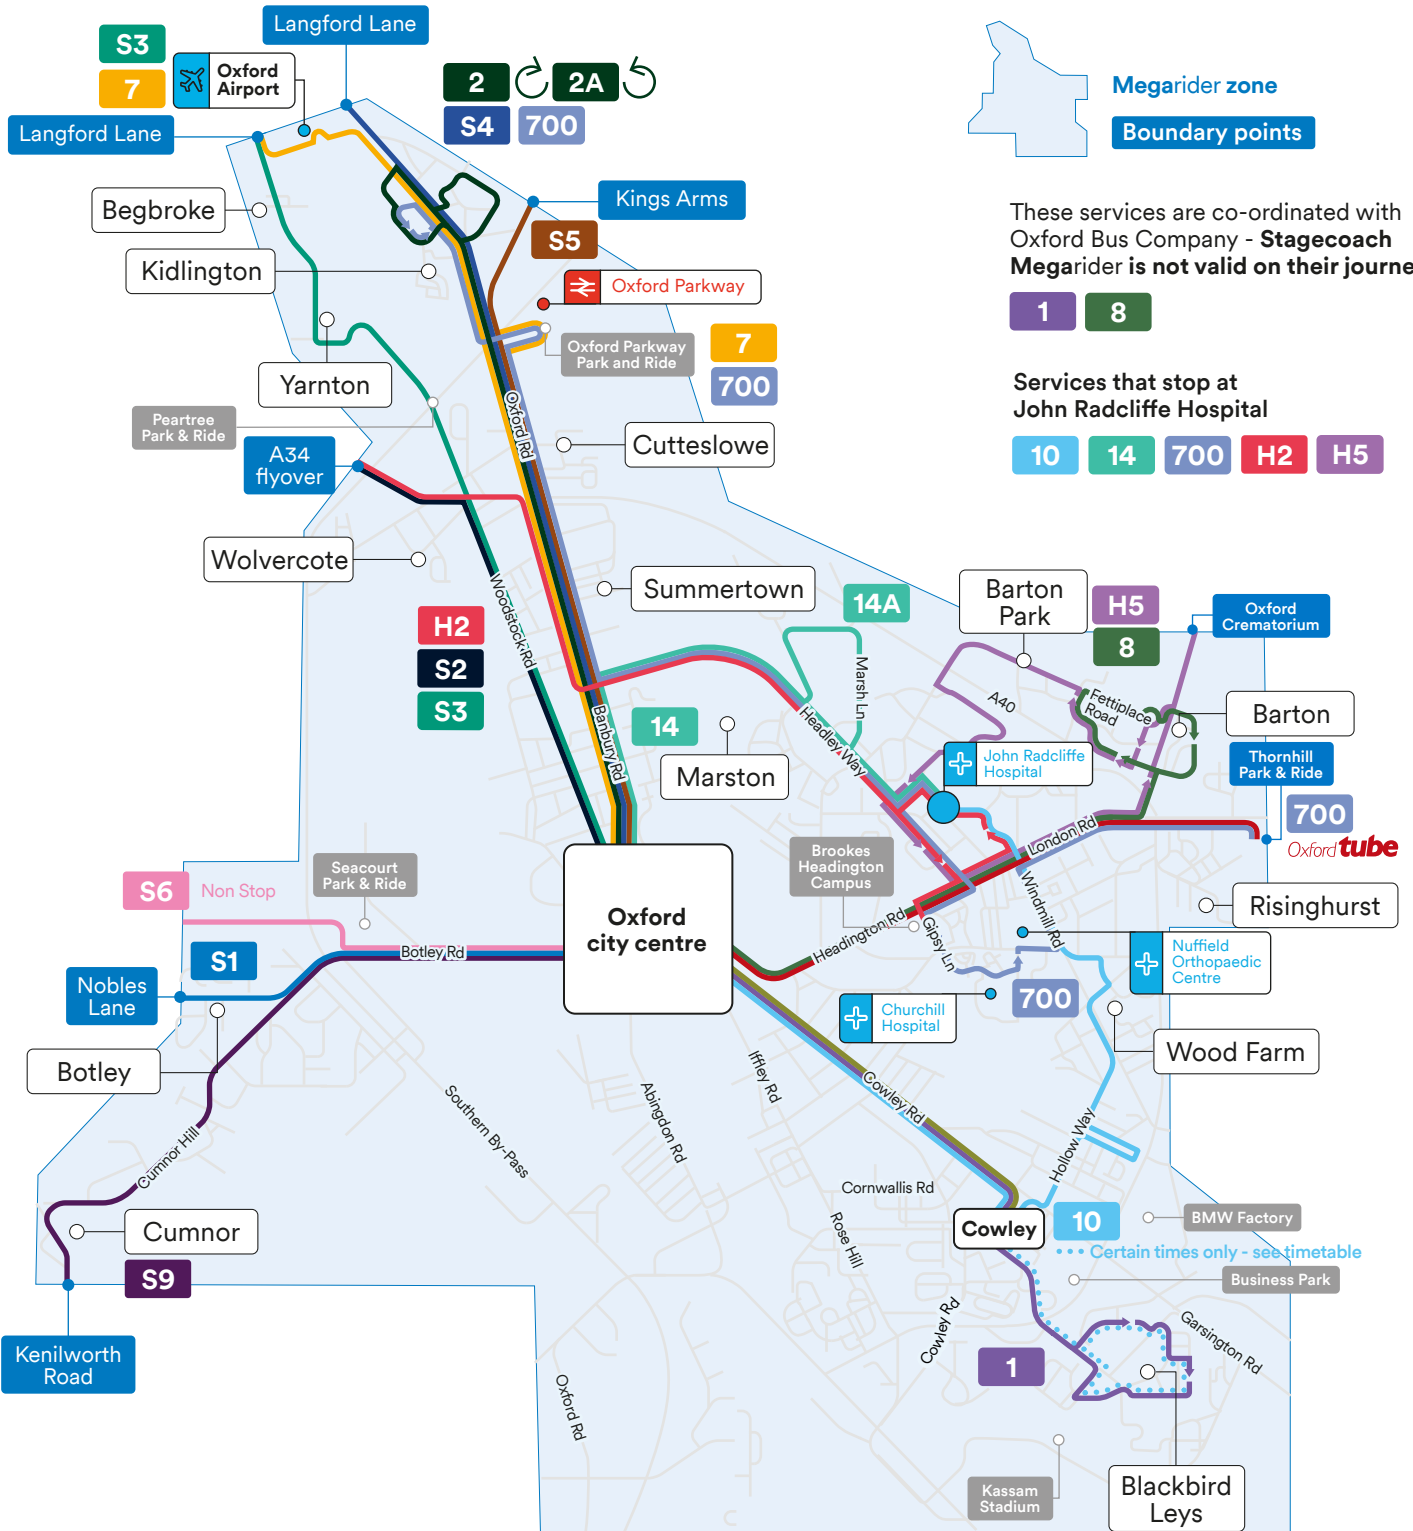 Langford Lane
S3
7
Oxford
Airport
2
2A
S4
700
Langford Lane
Megarider zone
Boundary points
Begbroke
Kings Arms
S5
These services are co-ordinated with
Oxford Bus Company - Stagecoach
Megarider is not valid on their journe
1
8
Kidlington
Oxford Parkway
Oxford Parkway
Park and Ride
7
700
Yarnton
Services that stop at
John Radcliffe Hospital
10
14
700
H2
H5
Peartree
Park & Ride
Oxford Rd
Cutteslowe
A34
flyover
Wolvercote
Woodstock Rd
Summertown
14A
Barton
Park
H5
8
Oxford
Crematorium
H2
S2
S3
Marsh Ln
A40
Fettiplace
Road
Barton
Banbury Rd
14
Marston
Headley Way
John Radcliffe
Hospital
Thornhill
Park & Ride
700
Oxford tube
London Rd
Brookes
Headington
Campus
Seacourt
Park & Ride
S6
Non Stop
Oxford
city centre
Windmill Rd
Risinghurst
Headington Rd
Gipsy Ln
Botley Rd
S1
Nobles
Lane
Nuffield
Orthopaedic
Centre
700
Churchill
Hospital
Wood Farm
Botley
Iffley Rd
Cowley Rd
Southern By-Pass
Abingdon Rd
Hollow Way
Cumnor Hill
Cornwallis Rd
Rose Hill
Cowley
10
BMW Factory
Certain times only - see timetable
Business Park
Cumnor
S9
Kenilworth
Road
Cowley Rd
Garsington Rd
1
Oxford Rd
Kassam
Stadium
Blackbird
Leys